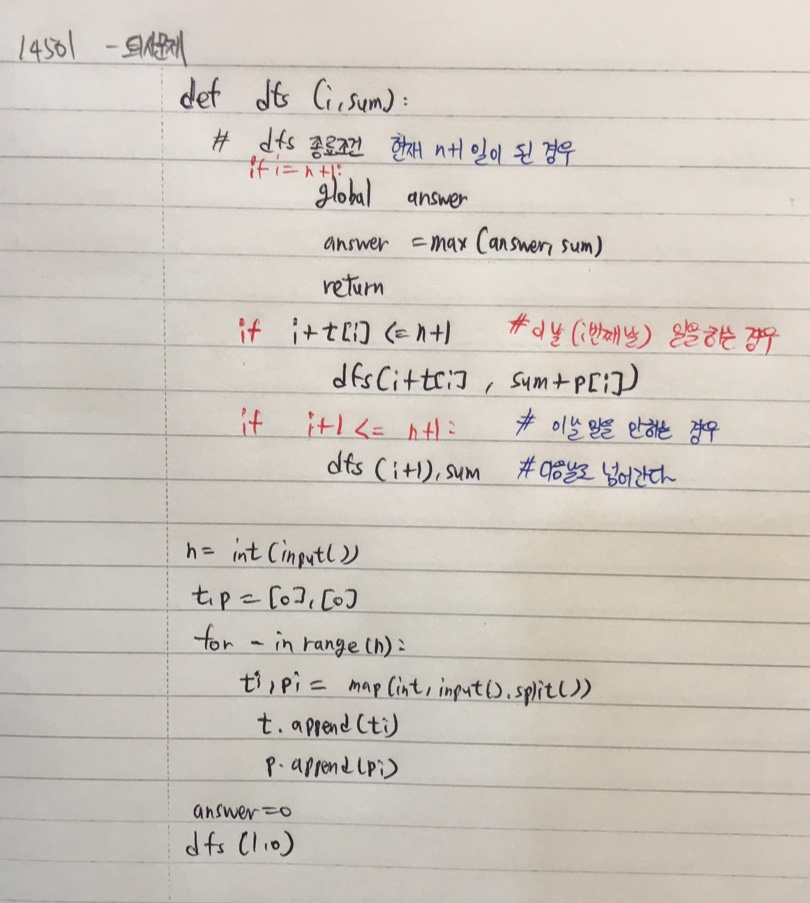 14501 - 퇴사문제
def dfs (i, sum):
# dfs 종료조건 현재 n+1 일이 된 경우
if i = n+1:
global answer
answer = max (answer, sum)
return
if i + t[i] <= n+1 # 이날 (i번째날) 일을 하는 경우
dfs(i+t[i] , sum+p[i])
if i+1 <= n+1: # 이날 일을 안하는 경우
dfs (i+1), sum # 다음날로 넘어간다~
n = int (input())
t, p = [0], [0]
for - in range (n):
ti, pi = map (int, input().split())
t. append (ti)
p. append (pi)
answer=0
dfs (1,0)